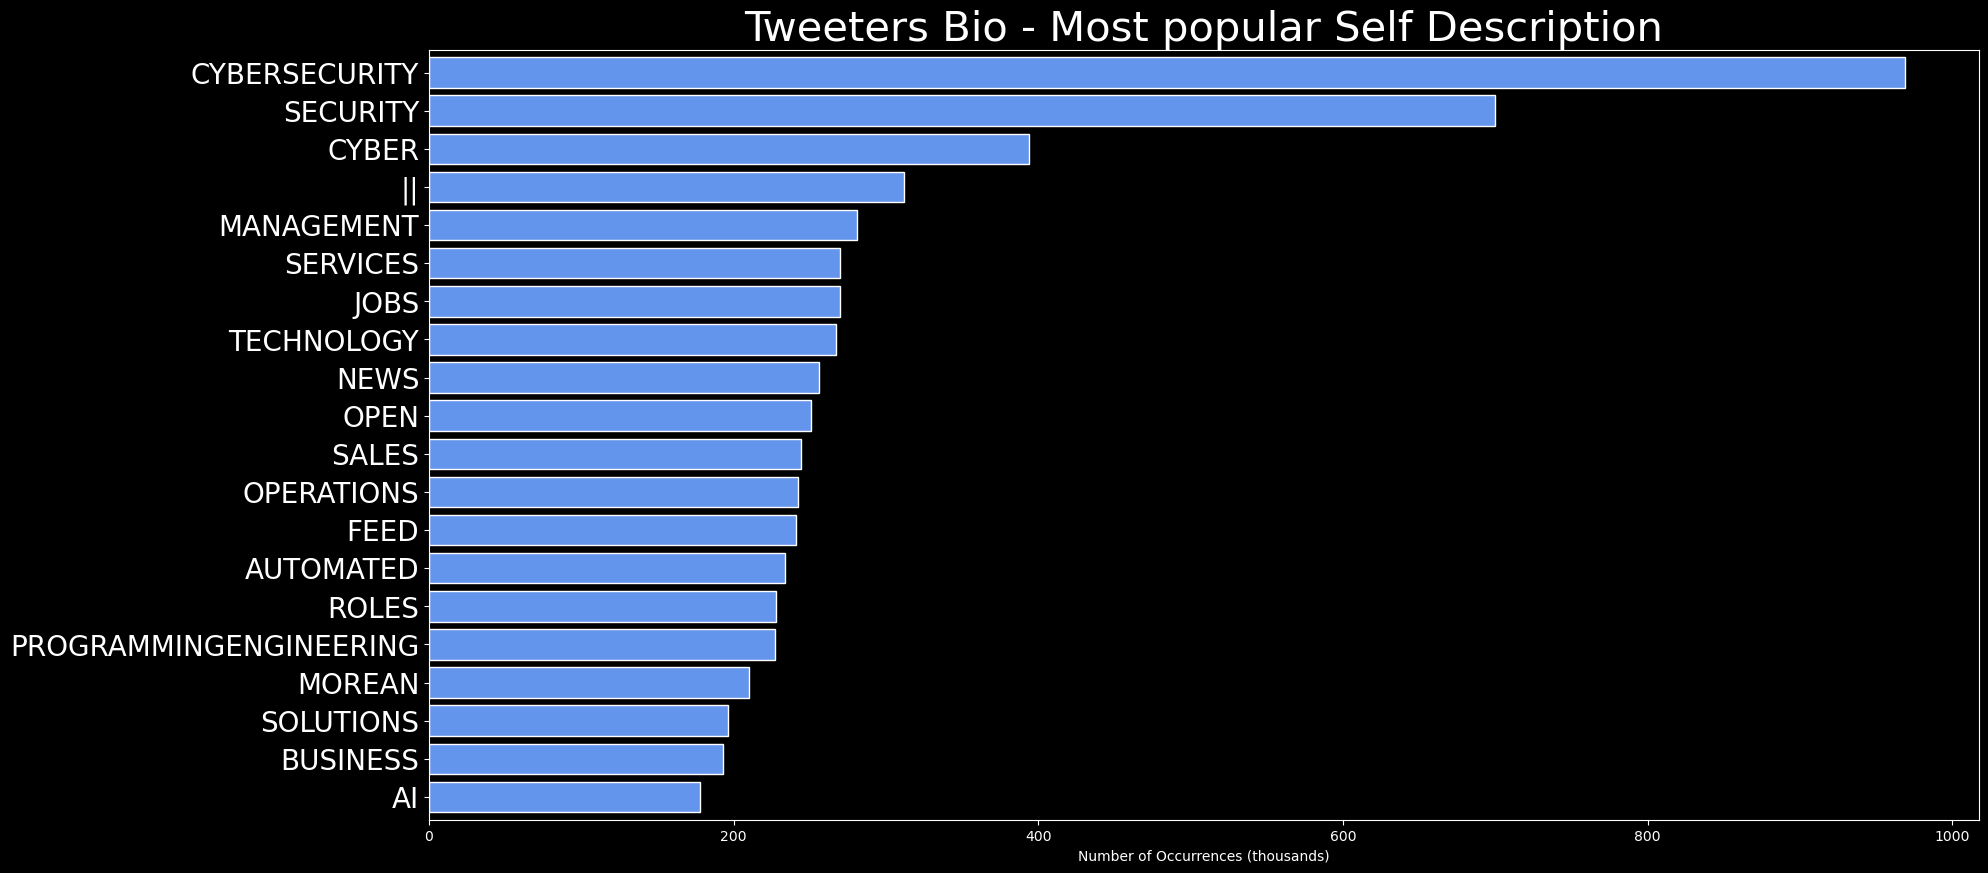 Tweeters Bio - Most popular Self Description
CYBERSECURITY
SECURITY
CYBER
||
MANAGEMENT
SERVICES
JOBS
TECHNOLOGY
NEWS
OPEN
SALES
OPERATIONS
FEED
AUTOMATED
ROLES
PROGRAMMINGENGINEERING
MOREAN
SOLUTIONS
BUSINESS
AI
0 200 400 600 800 1000
Number of Occurrences (thousands)